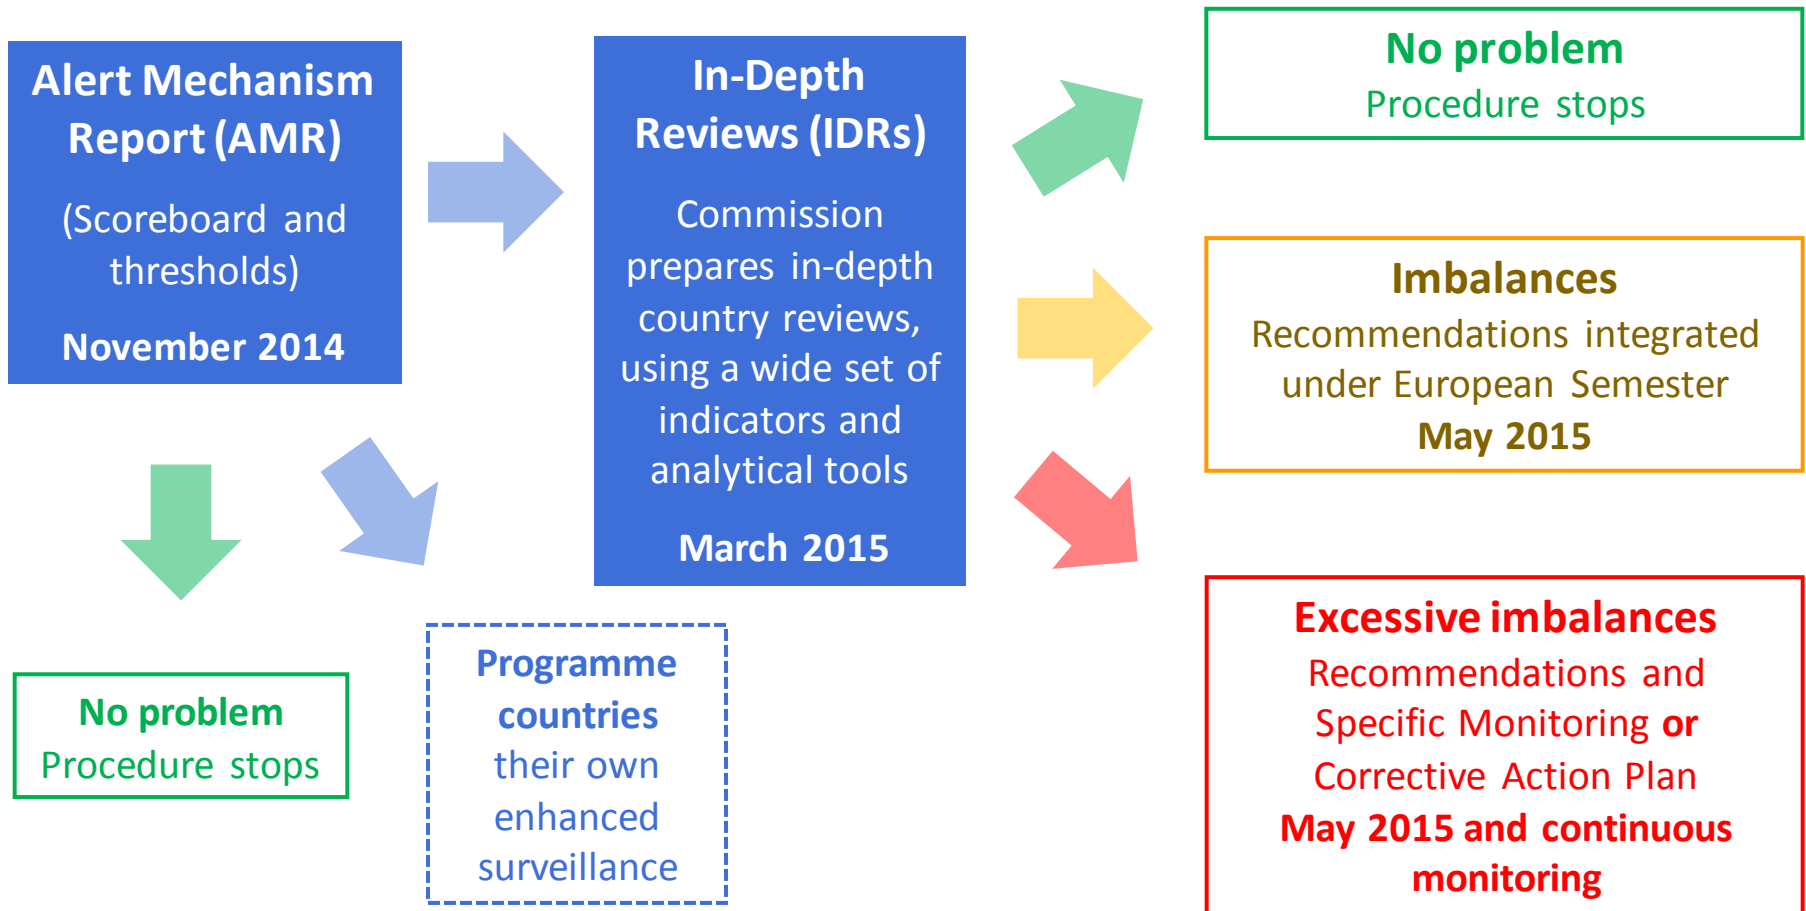 Alert Mechanism
Report (AMR)
(Scoreboard and
thresholds)
November 2014
In-Depth
Reviews (IDRs)
Commission
prepares in-depth
country reviews,
using a wide set of
indicators and
analytical tools
March 2015
No problem
Procedure stops
Imbalances
Recommendations integrated
under European Semester
May 2015
Excessive imbalances
Recommendations and
Specific Monitoring or
Corrective Action Plan
May 2015 and continuous
monitoring
No problem
Procedure stops
Programme
countries
their own
enhanced
surveillance